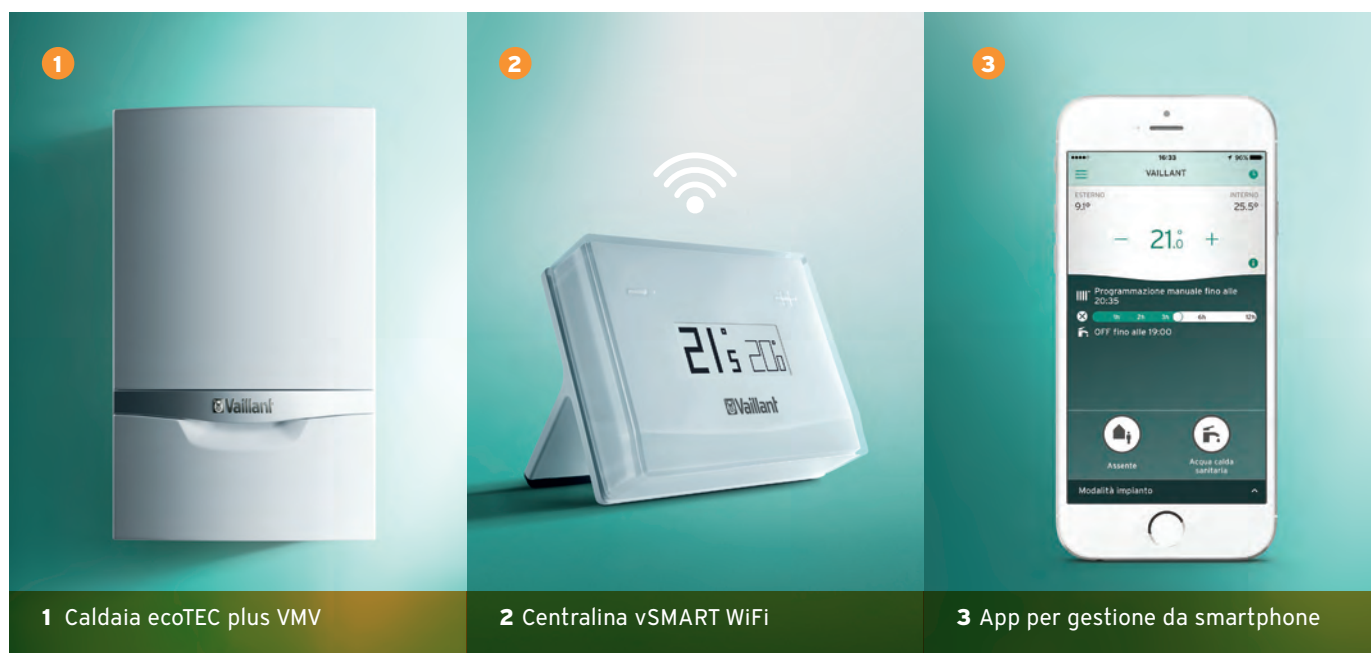 1
Vaillant
1 Caldaia ecoTEC plus VMV
2
21°5 20°0
Vaillant
2 Centralina vSMART WiFi
3
16:33 90%
VAILLANT
ESTERNO INTERNO
9.1° 25.5°
− 21.0° +
Programmazione manuale fino alle
20:35
1h 2h 3h 6h 12h
OFF fino alle 19:00
Assente
Acqua calda
sanitaria
Modalità impianto
3 App per gestione da smartphone